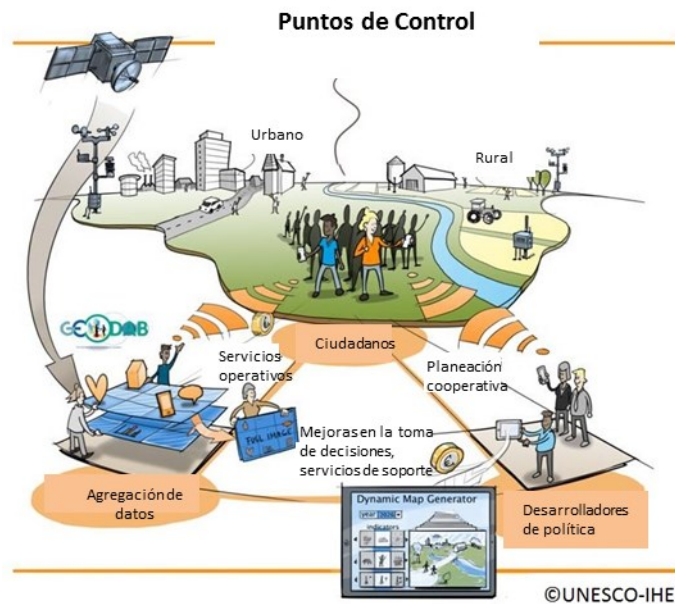 Puntos de Control
Urbano
Rural
GEODAB
Ciudadanos
Servicios
operativos
Planeación
cooperativa
FULL IMAGE
Mejoras en la toma
de decisiones,
servicios de soporte
Agregación de
datos
Dynamic Map Generator
year 2020
indicators
Desarrolladores
de política
©UNESCO-IHE